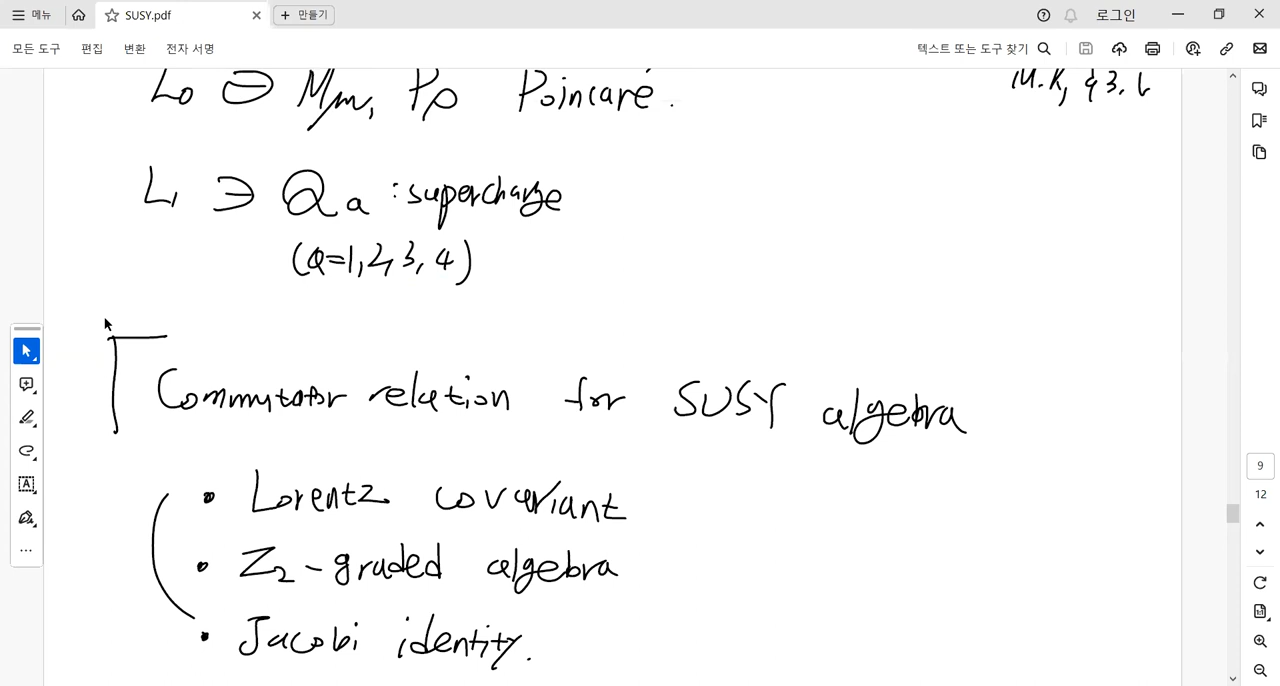 메뉴 SUSY.pdf + 만들기 로그인
모든 도구 편집 변환 전자 서명 텍스트 또는 도구 찾기
L0 ∋ Mμν, Pρ Poincaré.
L1 ∋ Qa : supercharge
(a=1,2,3,4)
Commutator relation for SUSY algebra
• Lorentz covariant
• Z2-graded algebra
• Jacobi identity.
9
12